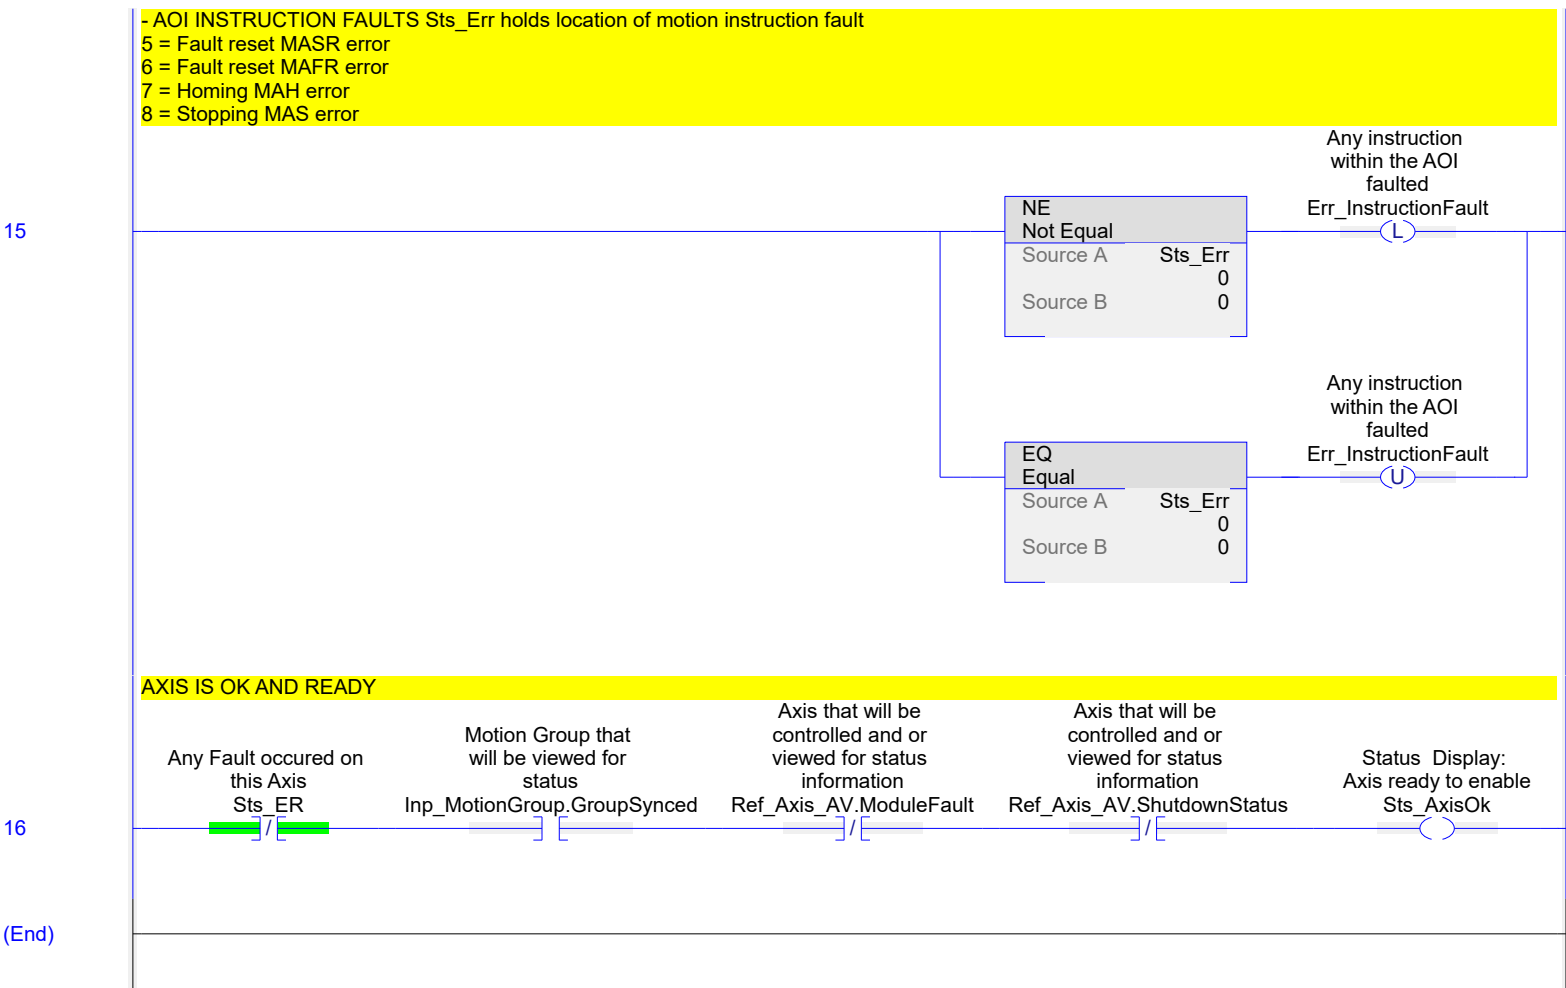 - AOI INSTRUCTION FAULTS Sts_Err holds location of motion instruction fault
5 = Fault reset MASR error
6 = Fault reset MAFR error
7 = Homing MAH error
8 = Stopping MAS error
15
NE
Not Equal
Source A Sts_Err
0
Source B 0
Any instruction
within the AOI
faulted
Err_InstructionFault
L
EQ
Equal
Source A Sts_Err
0
Source B 0
Any instruction
within the AOI
faulted
Err_InstructionFault
U
AXIS IS OK AND READY
16
Any Fault occured on
this Axis
Sts_ER
/
Motion Group that
will be viewed for
status
Inp_MotionGroup.GroupSynced
Axis that will be
controlled and or
viewed for status
information
Ref_Axis_AV.ModuleFault
/
Axis that will be
controlled and or
viewed for status
information
Ref_Axis_AV.ShutdownStatus
/
Status  Display:
Axis ready to enable
Sts_AxisOk
(End)